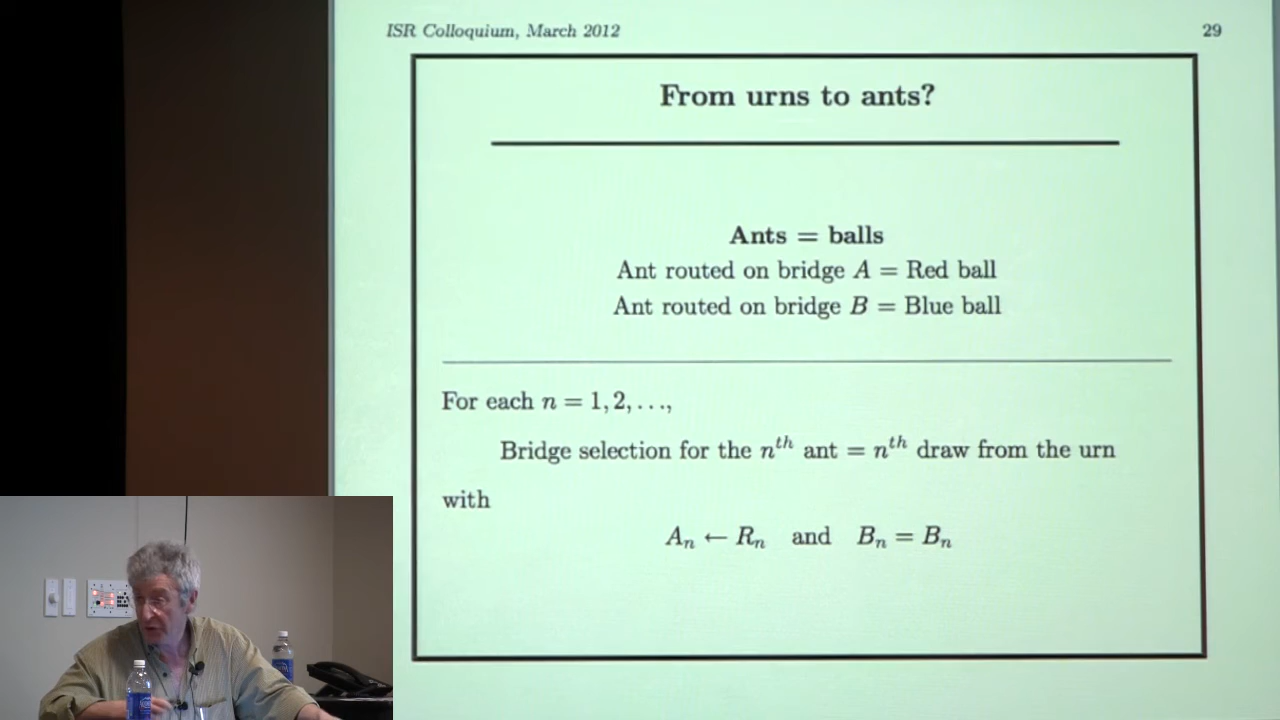 ISR Colloquium, March 2012
29
From urns to ants?
Ants = balls
Ant routed on bridge A = Red ball
Ant routed on bridge B = Blue ball
For each n = 1, 2, . . .,
Bridge selection for the nᵗʰ ant = nᵗʰ draw from the urn
with
Aₙ ← Rₙ and Bₙ = Bₙ